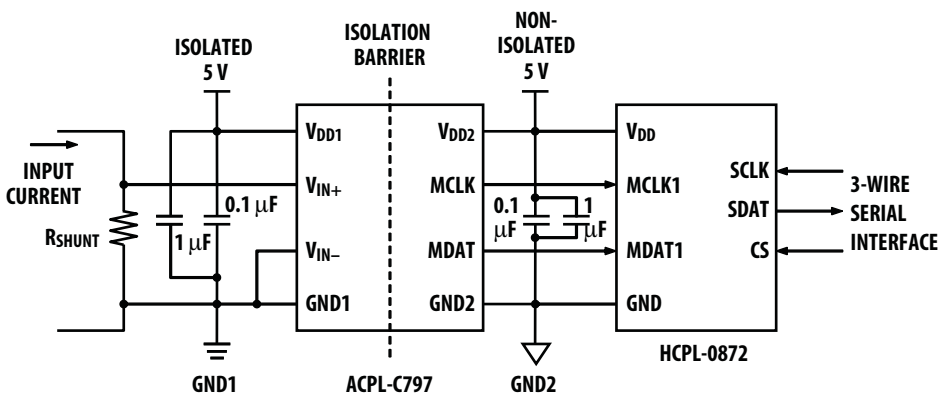 ISOLATED
5 V
ISOLATION
BARRIER
NON-
ISOLATED
5 V
INPUT
CURRENT
RSHUNT
1 µF
0.1 µF
VDD1
VIN+
VIN–
GND1
VDD2
MCLK
MDAT
GND2
0.1
µF
1
µF
VDD
MCLK1
MDAT1
GND
SCLK
SDAT
CS
3-WIRE
SERIAL
INTERFACE
GND1
ACPL-C797
GND2
HCPL-0872